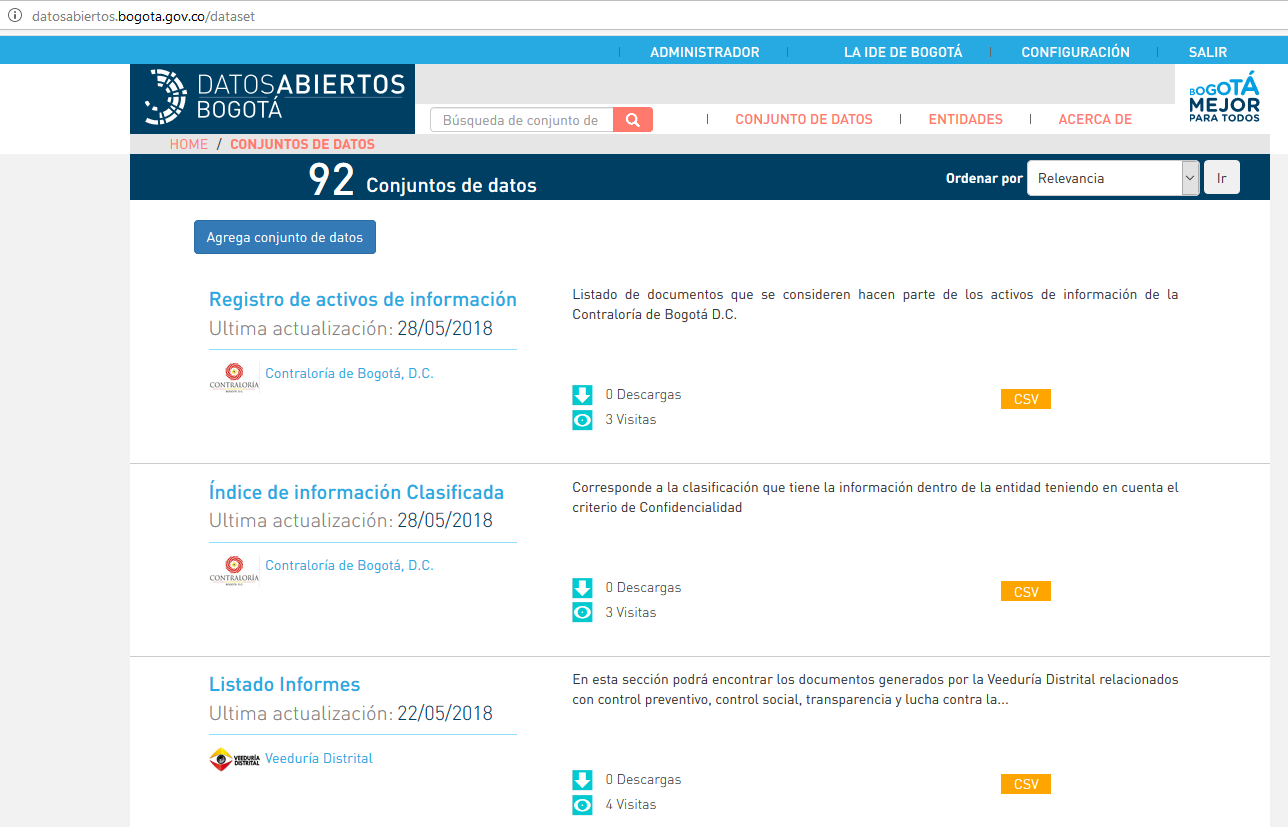 datosabiertos.bogota.gov.co/dataset
ADMINISTRADOR LA IDE DE BOGOTÁ CONFIGURACIÓN SALIR
DATOSABIERTOS
BOGOTÁ
BOGOTÁ
MEJOR
PARA TODOS
Búsqueda de conjunto de
CONJUNTO DE DATOS ENTIDADES ACERCA DE
HOME / CONJUNTOS DE DATOS
92 Conjuntos de datos
Ordenar por Relevancia Ir
Agrega conjunto de datos
Registro de activos de información
Ultima actualización: 28/05/2018
CONTRALORÍA
Contraloría de Bogotá, D.C.
Listado de documentos que se consideren hacen parte de los activos de información de la
Contraloría de Bogotá D.C.
0 Descargas
3 Visitas
CSV
Índice de información Clasificada
Ultima actualización: 28/05/2018
CONTRALORÍA
Contraloría de Bogotá, D.C.
Corresponde a la clasificación que tiene la información dentro de la entidad teniendo en cuenta el
criterio de Confidencialidad
0 Descargas
3 Visitas
CSV
Listado Informes
Ultima actualización: 22/05/2018
VEEDURÍA
DISTRITAL
Veeduría Distrital
En esta sección podrá encontrar los documentos generados por la Veeduría Distrital relacionados
con control preventivo, control social, transparencia y lucha contra la...
0 Descargas
4 Visitas
CSV